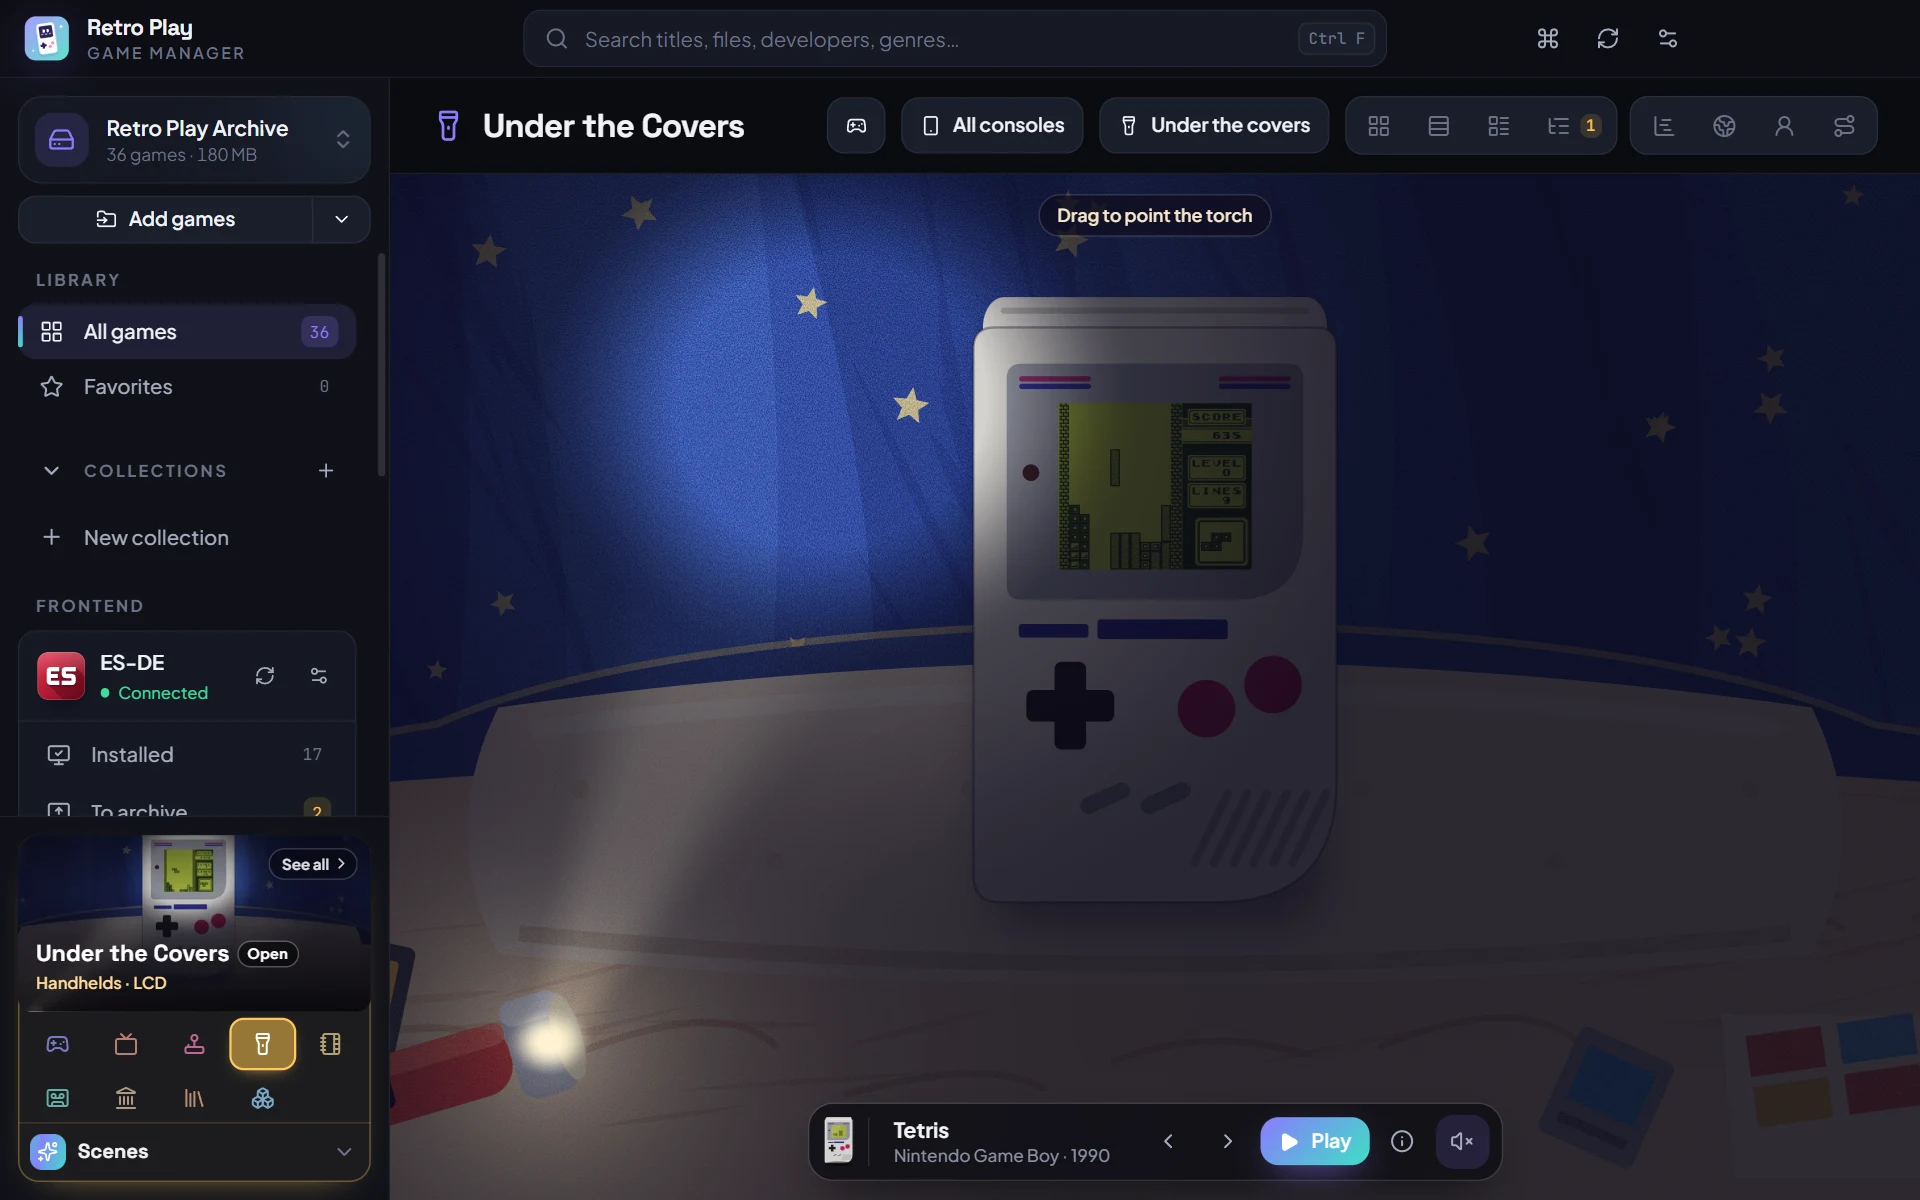 Retro Play
GAME MANAGER
Search titles, files, developers, genres...
Ctrl F
Retro Play Archive
36 games · 180 MB
Add games
LIBRARY
All games
36
Favorites
0
COLLECTIONS
New collection
FRONTEND
ES
ES-DE
Connected
Installed
17
To archive
2
See all
Under the Covers
Open
Handhelds · LCD
Scenes
Under the Covers
All consoles
Under the covers
1
Drag to point the torch
SCORE
635
LEVEL
0
LINES
9
Tetris
Nintendo Game Boy · 1990
Play